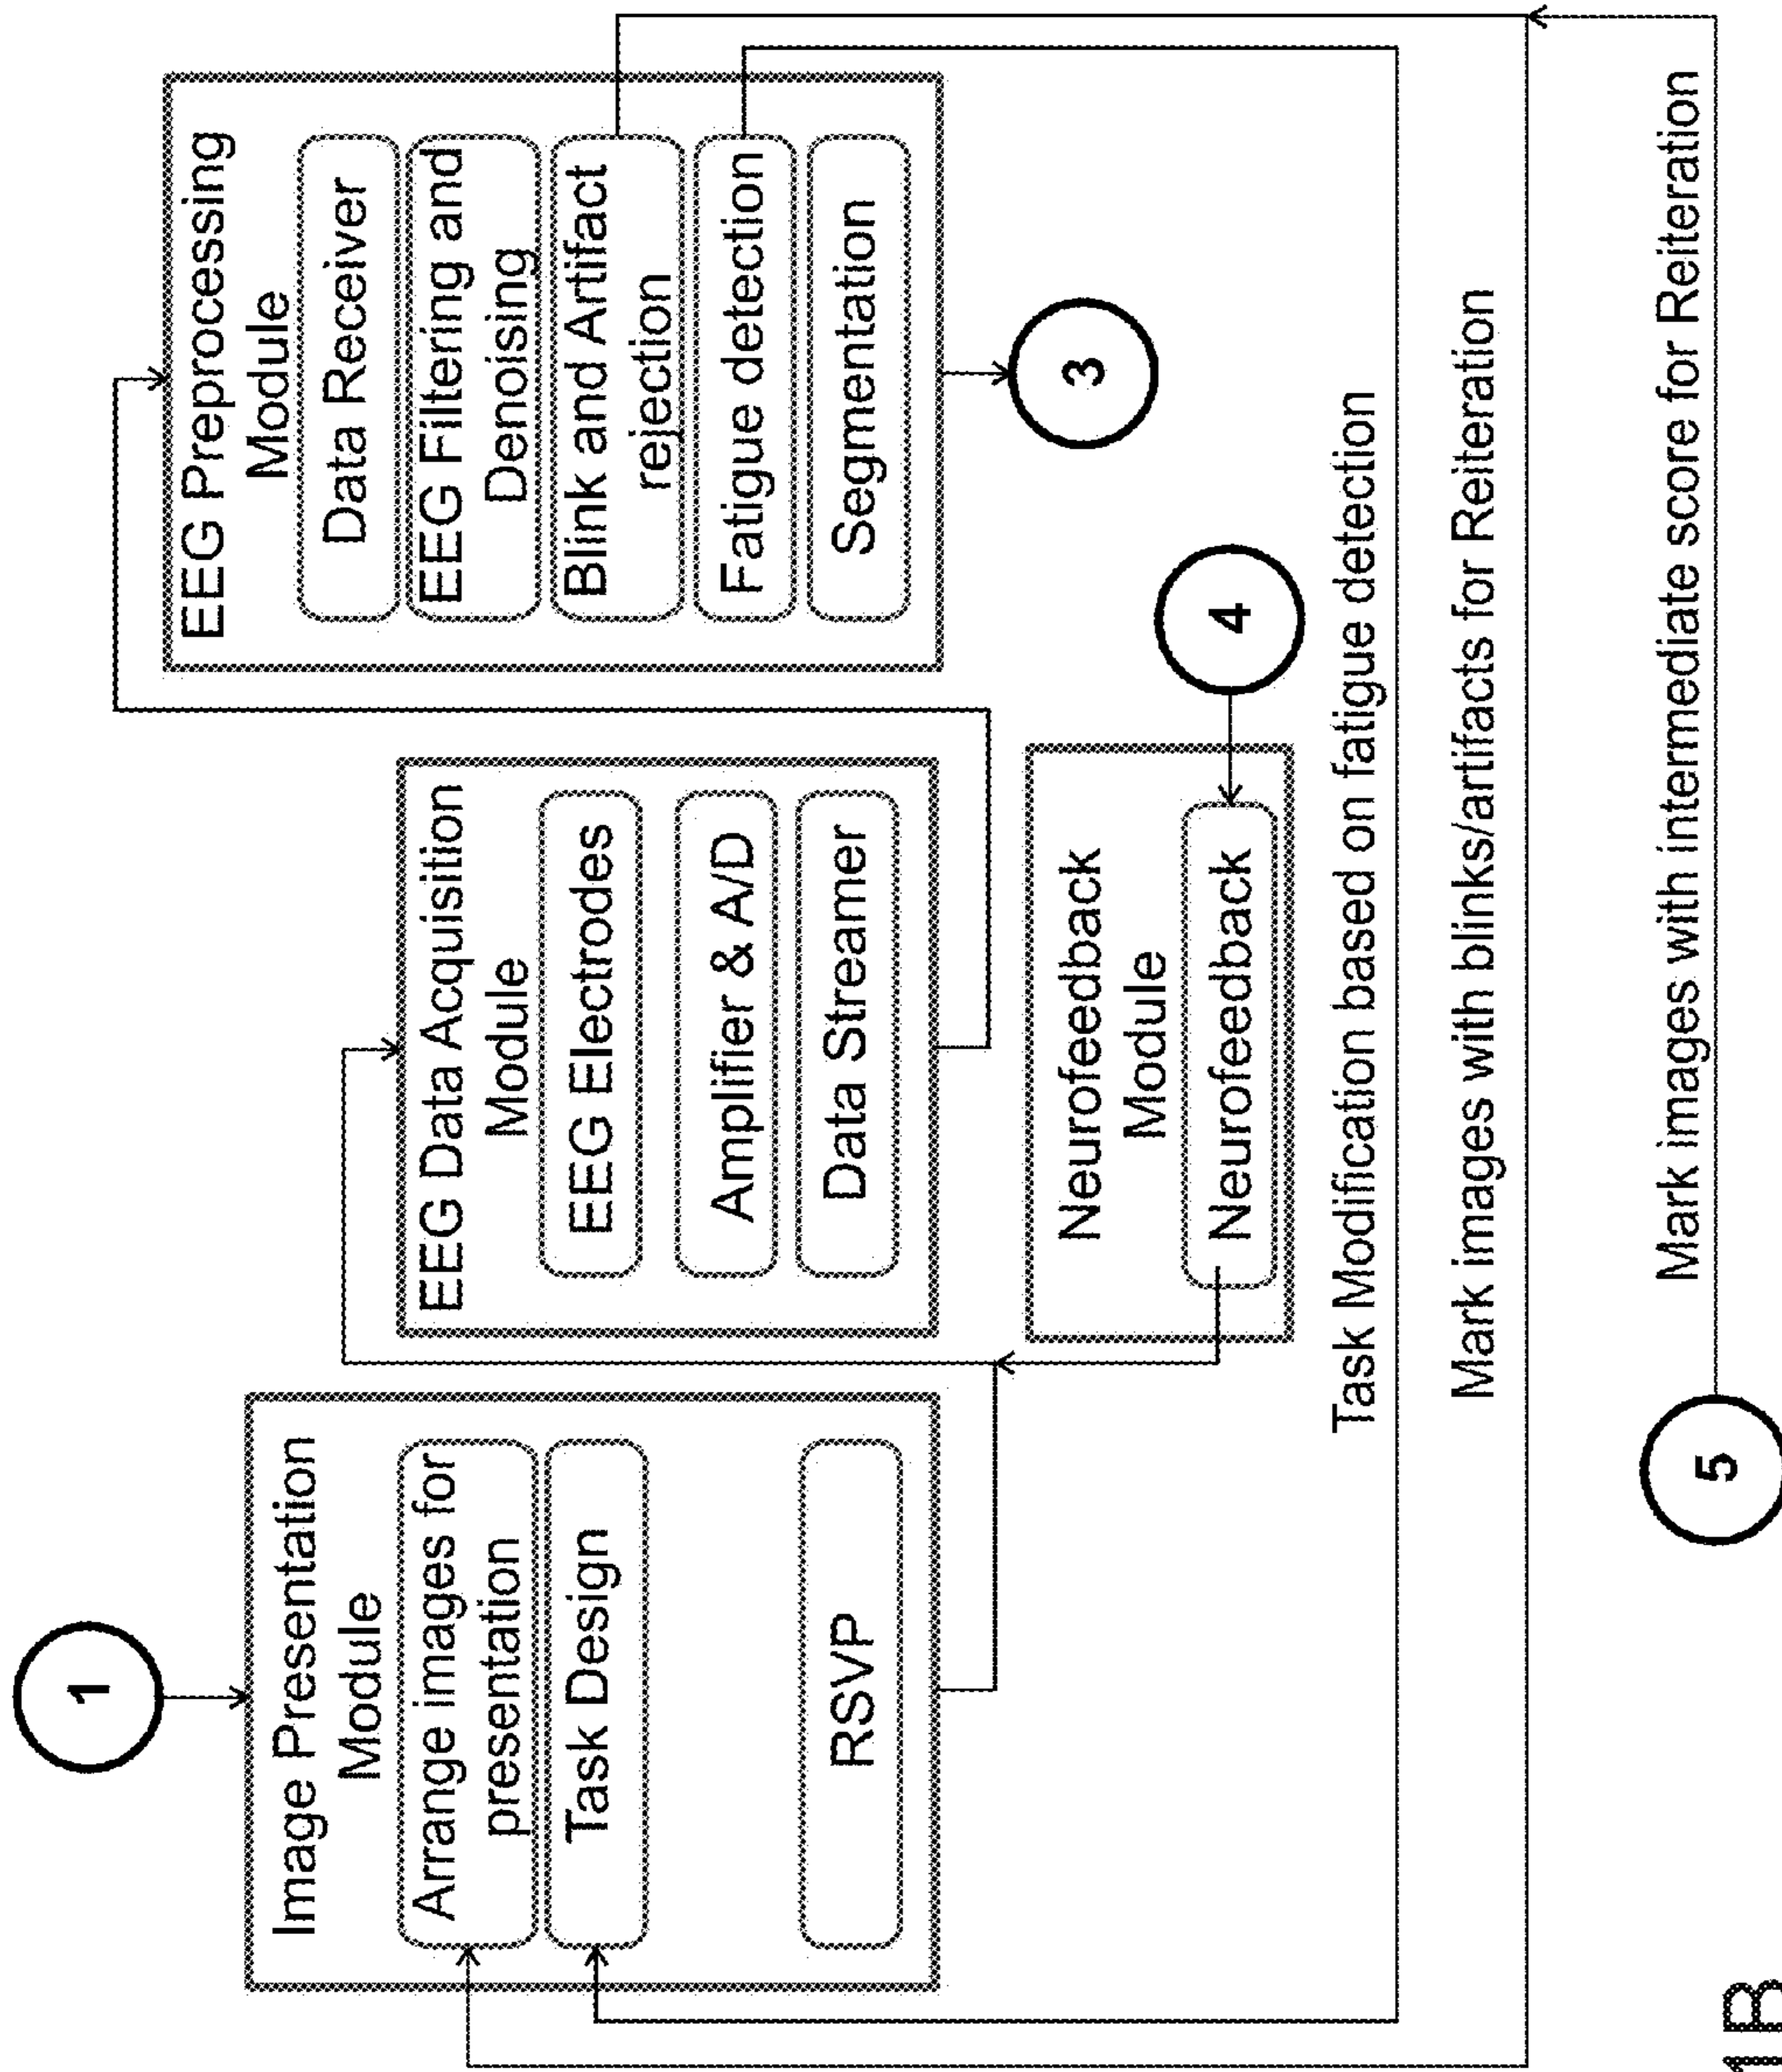 1
Image Presentation
Module
Arrange images for
presentation
Task Design
RSVP
EEG Data Acquisition
Module
EEG Electrodes
Amplifier & A/D
Data Streamer
EEG Preprocessing
Module
Data Receiver
EEG Filtering and
Denoising
Blink and Artifact
rejection
Fatigue detection
Segmentation
3
Neurofeedback
Module
Neurofeedback
4
Task Modification based on fatigue detection
Mark images with blinks/artifacts for Reiteration
Mark images with intermediate score for Reiteration
5
1B